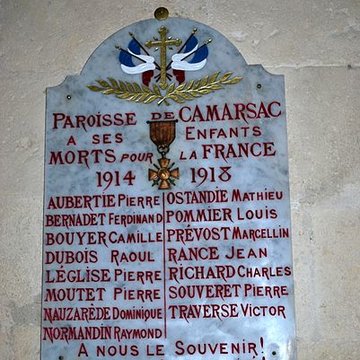 PAROISSE DE CAMARSAC
A SES ENFANTS
MORTS POUR LA FRANCE
1914 1918
AUBERTIE PIERRE
BERNADET FERDINAND
BOUYER CAMILLE
DUBOIS RAOUL
LÉGLISE PIERRE
MOUTET PIERRE
NAUZARÈDE DOMINIQUE
NORMANDIN RAYMOND
OSTANDIE MATHIEU
POMMIER LOUIS
PRÉVOST MARCELLIN
RANCE JEAN
RICHARD CHARLES
SOUVERET PIERRE
TRAVERSE VICTOR
A NOUS LE SOUVENIR!